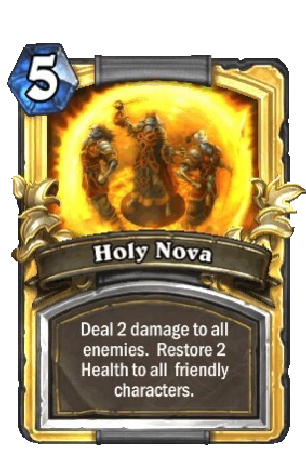 5
Holy Nova
Deal 2 damage to all
enemies. Restore 2
Health to all friendly
characters.